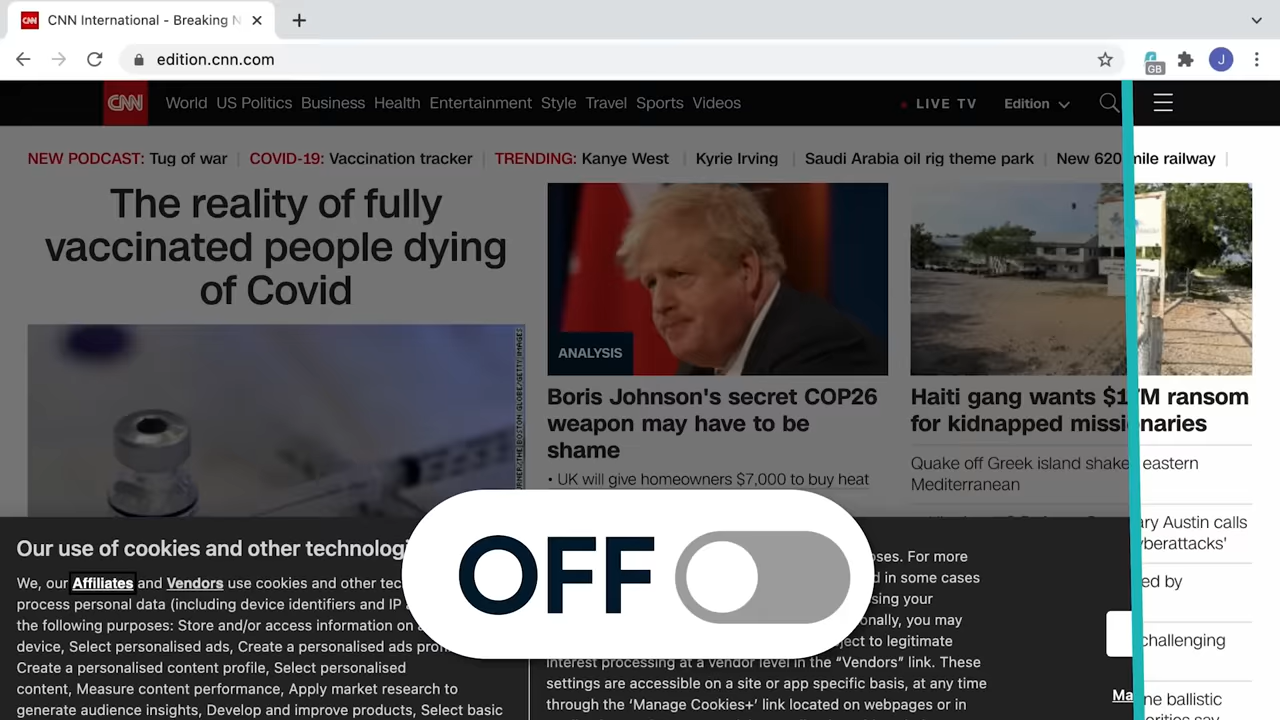 CNN International - Breaking N
edition.cnn.com
GB
J
CNN World US Politics Business Health Entertainment Style Travel Sports Videos
LIVE TV Edition
NEW PODCAST: Tug of war COVID-19: Vaccination tracker TRENDING: Kanye West Kyrie Irving Saudi Arabia oil rig theme park New 620 mile railway
The reality of fully
vaccinated people dying
of Covid
ANALYSIS
Boris Johnson's secret COP26
weapon may have to be
shame
• UK will give homeowners $7,000 to buy heat
Haiti gang wants $17M ransom
for kidnapped missionaries
Quake off Greek island shakes eastern
Mediterranean
ary Austin calls
yberattacks'
ed by
challenging
ne ballistic
Our use of cookies and other technologi
We, our Affiliates and Vendors use cookies and other tec
process personal data (including device identifiers and IP
the following purposes: Store and/or access information on
device, Select personalised ads, Create a personalised ads
Create a personalised content profile, Select personalised
content, Measure content performance, Apply market research to
generate audience insights, Develop and improve products, Select basic
OFF
oses. For more
d in some cases
sing your
onally, you may
ject to legitimate
interest processing at a vendor level in the “Vendors” link. These
settings are accessible on a site or app specific basis, at any time
through the ‘Manage Cookies+’ link located on webpages or in
Ma